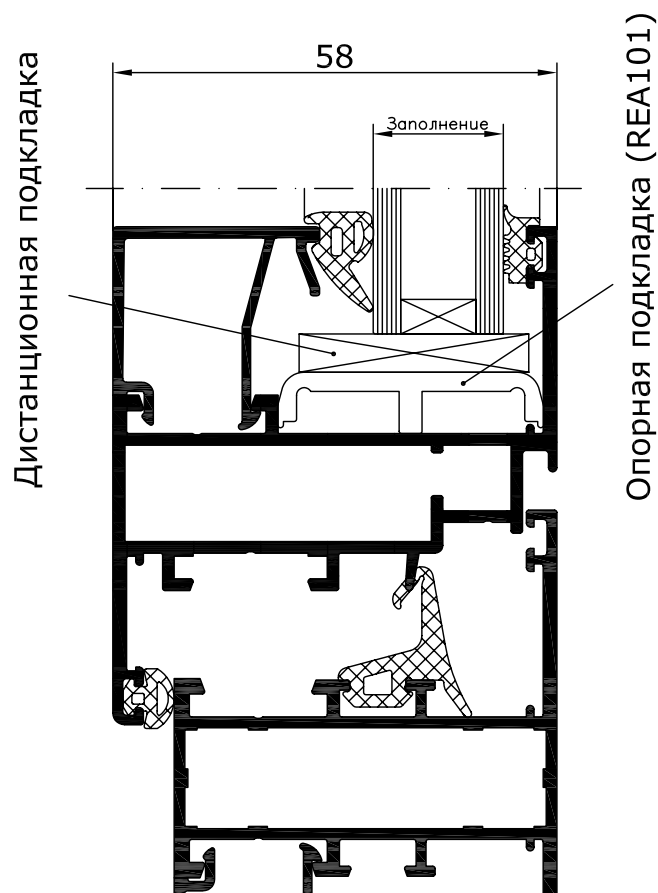 58
Заполнение
Дистанционная подкладка
Опорная подкладка (REA101)